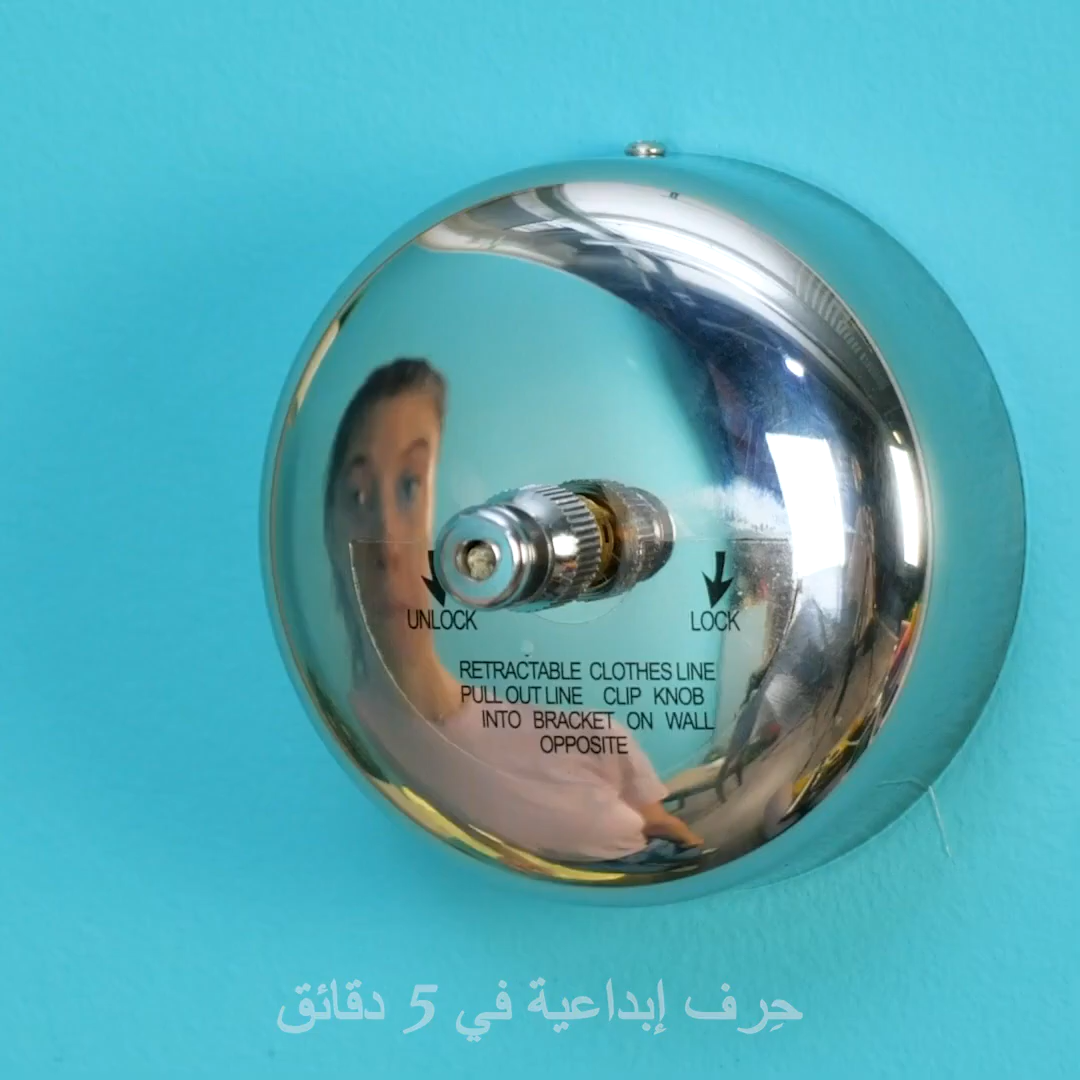 UNLOCK
LOCK
RETRACTABLE CLOTHES LINE
PULL OUT LINE CLIP KNOB
INTO BRACKET ON WALL
OPPOSITE
حِرف إبداعية في 5 دقائق